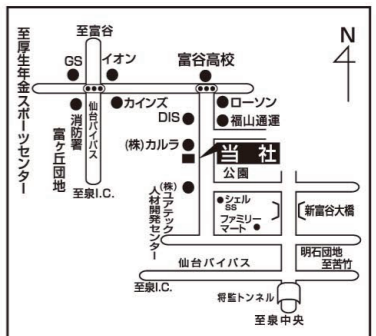 至富谷
GS
イオン
富谷高校
N
至厚生年金スポーツセンター
カインズ
ローソン
DIS
福山通運
消防署
富ヶ丘団地
仙台バイパス
(株)カルラ
当社
公園
至泉I.C.
(株)ユアテック
人材開発センター
シェル
SS
ファミリー
マート
新富谷大橋
明石団地
至苦竹
仙台バイパス
至泉I.C.
将監トンネル
至泉中央